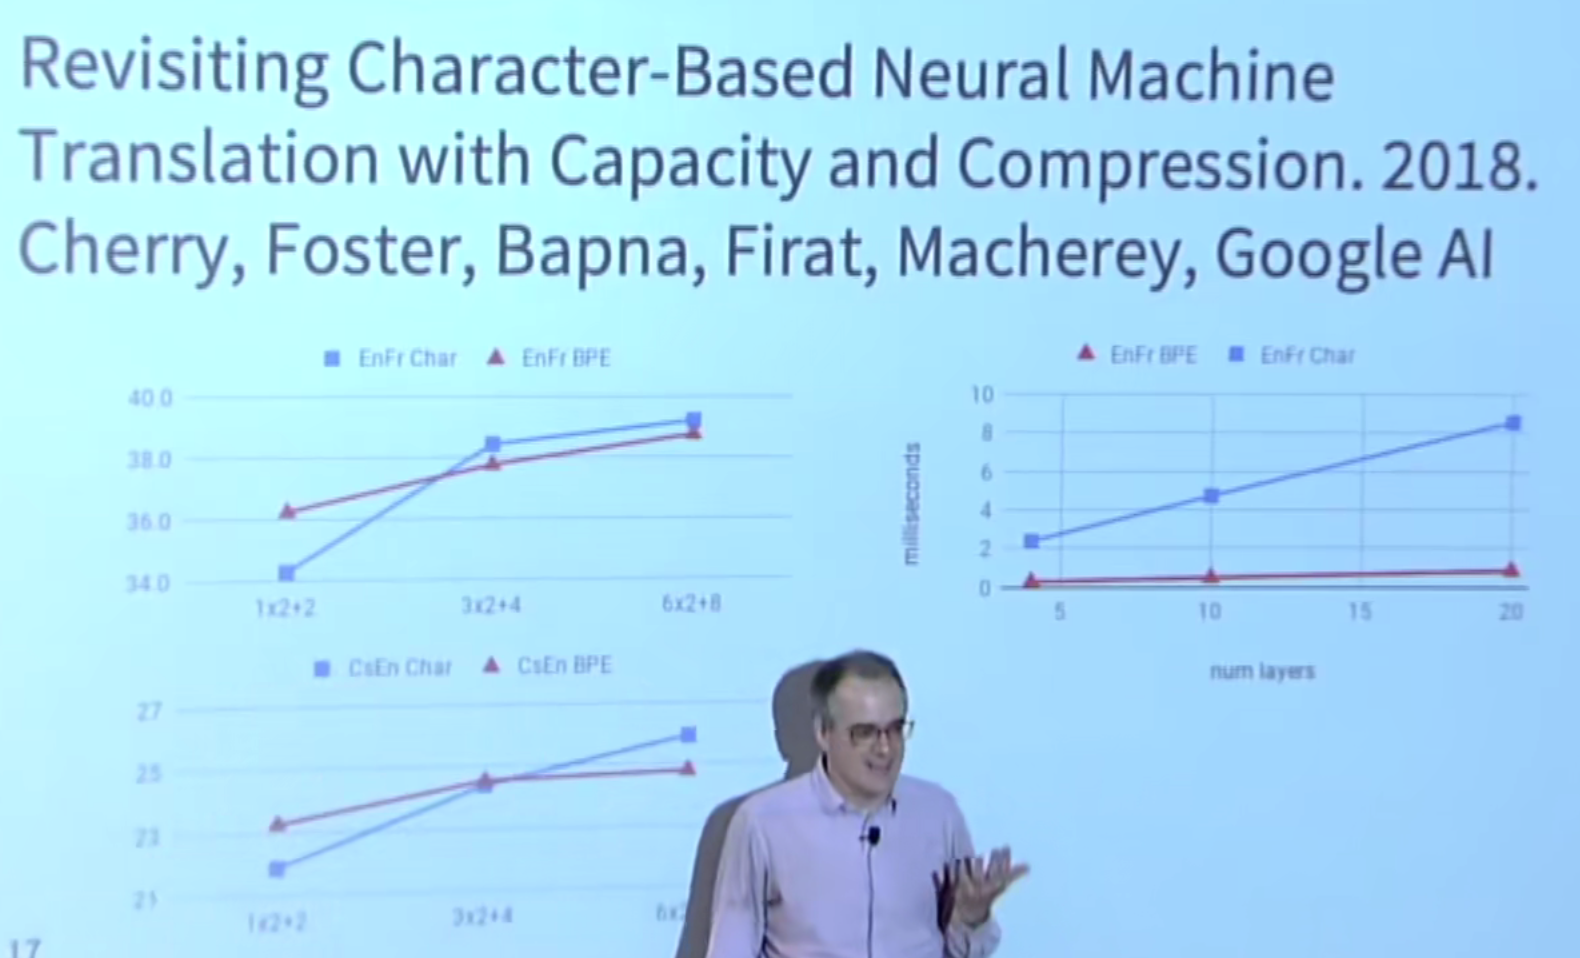 Revisiting Character-Based Neural Machine
Translation with Capacity and Compression. 2018.
Cherry, Foster, Bapna, Firat, Macherey, Google AI
EnFr Char EnFr BPE
40.0
38.0
36.0
34.0
1x2+2 3x2+4 6x2+8
EnFr BPE EnFr Char
milliseconds
10
8
6
4
2
0
5 10 15 20
num layers
CsEn Char CsEn BPE
27
25
23
21
1x2+2 3x2+4
17